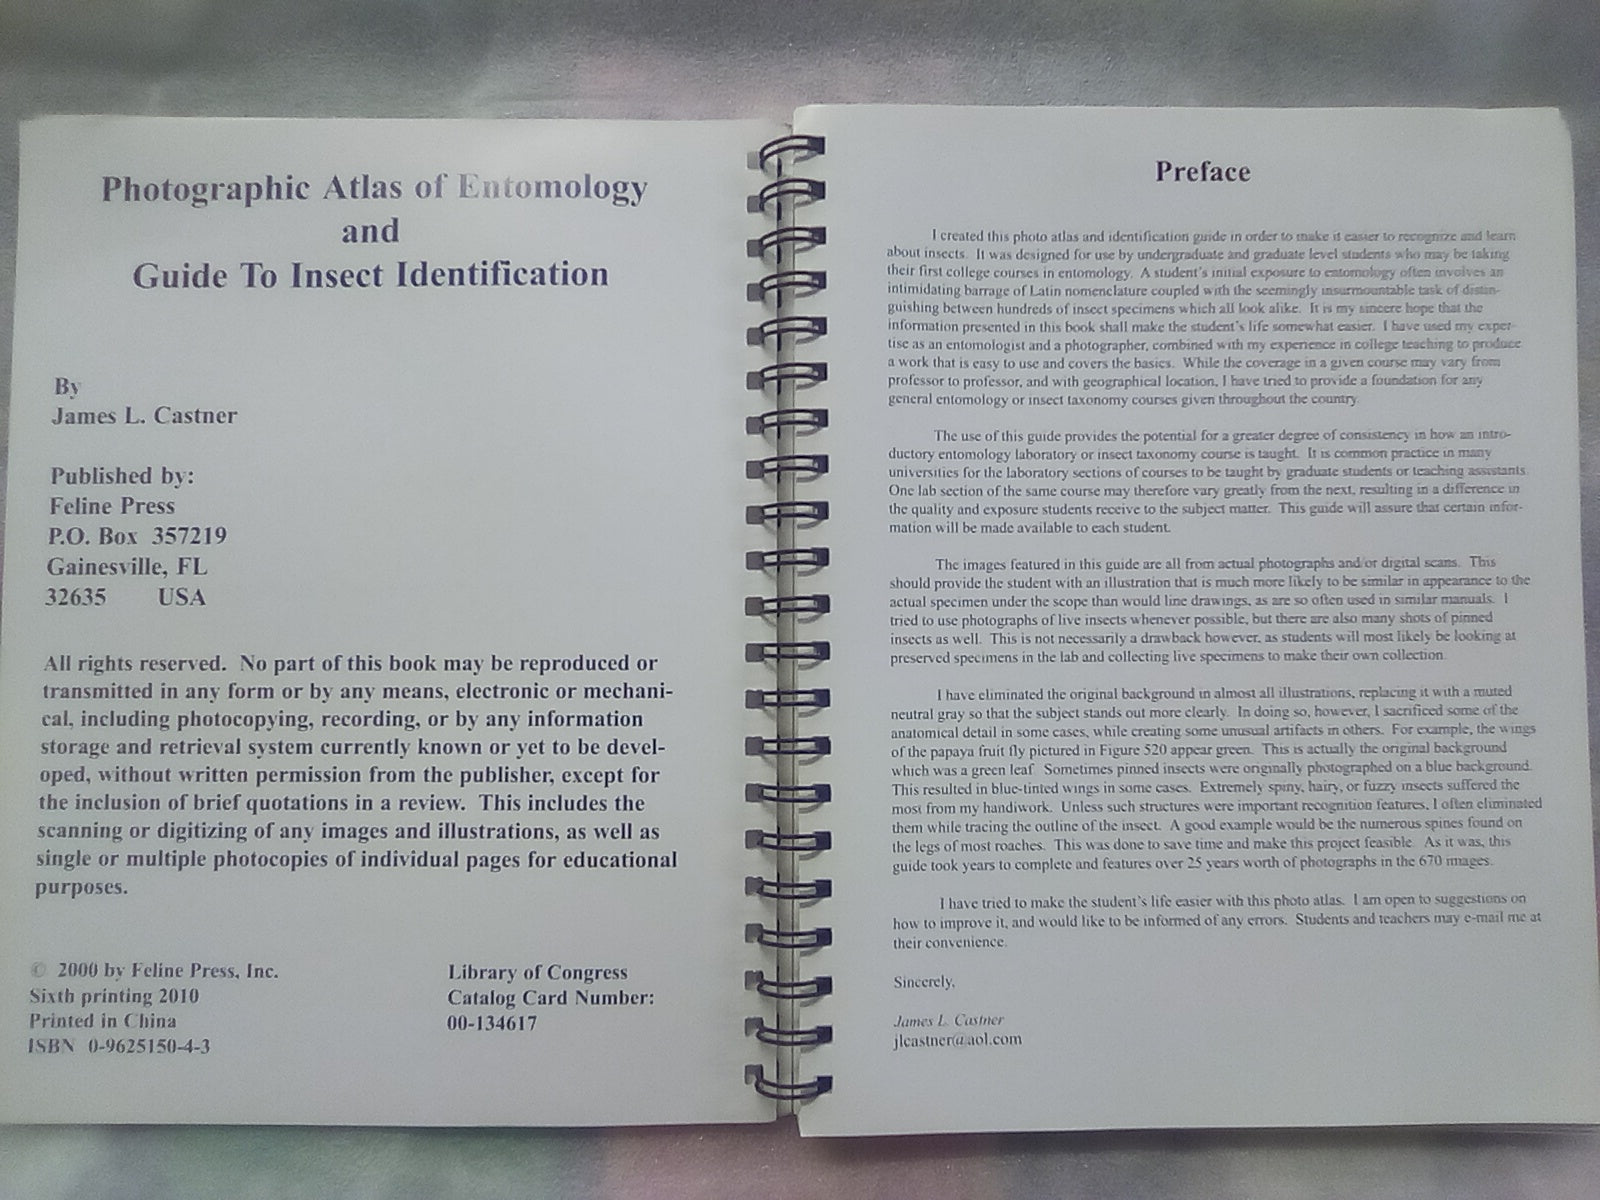 Photographic Atlas of Entomology
and
Guide To Insect Identification
By
James L. Castner
Published by:
Feline Press
P.O. Box 357219
Gainesville, FL
32635 USA
All rights reserved. No part of this book may be reproduced or
transmitted in any form or by any means, electronic or mechani-
cal, including photocopying, recording, or by any information
storage and retrieval system currently known or yet to be devel-
oped, without written permission from the publisher, except for
the inclusion of brief quotations in a review. This includes the
scanning or digitizing of any images and illustrations, as well as
single or multiple photocopies of individual pages for educational
purposes.
© 2000 by Feline Press, Inc.
Sixth printing 2010
Printed in China
ISBN 0-9625150-4-3
Library of Congress
Catalog Card Number:
00-134617
Preface
I created this photo atlas and identification guide in order to make it easier to recognize and learn
about insects. It was designed for use by undergraduate and graduate level students who may be taking
their first college courses in entomology. A student's initial exposure to entomology often involves an
intimidating barrage of Latin nomenclature coupled with the seemingly insurmountable task of distin-
guishing between hundreds of insect specimens which all look alike. It is my sincere hope that the
information presented in this book shall make the student's life somewhat easier. I have used my exper-
tise as an entomologist and a photographer, combined with my experience in college teaching to produce
a work that is easy to use and covers the basics. While the coverage in a given course may vary from
professor to professor, and with geographical location, I have tried to provide a foundation for any
general entomology or insect taxonomy courses given throughout the country.
The use of this guide provides the potential for a greater degree of consistency in how an intro-
ductory entomology laboratory or insect taxonomy course is taught. It is common practice in many
universities for the laboratory sections of courses to be taught by graduate students or teaching assistants.
One lab section of the same course may therefore vary greatly from the next, resulting in a difference in
the quality and exposure students receive to the subject matter. This guide will assure that certain infor-
mation will be made available to each student.
The images featured in this guide are all from actual photographs and/or digital scans. This
should provide the student with an illustration that is much more likely to be similar in appearance to the
actual specimen under the scope than would line drawings, as are so often used in similar manuals. I
tried to use photographs of live insects whenever possible, but there are also many shots of pinned
insects as well. This is not necessarily a drawback however, as students will most likely be looking at
preserved specimens in the lab and collecting live specimens to make their own collection.
I have eliminated the original background in almost all illustrations, replacing it with a muted
neutral gray so that the subject stands out more clearly. In doing so, however, I sacrificed some of the
anatomical detail in some cases, while creating some unusual artifacts in others. For example, the wings
of the papaya fruit fly pictured in Figure 520 appear green. This is actually the original background
which was a green leaf. Sometimes pinned insects were originally photographed on a blue background.
This resulted in blue-tinted wings in some cases. Extremely spiny, hairy, or fuzzy insects suffered the
most from my handiwork. Unless such structures were important recognition features, I often eliminated
them while tracing the outline of the insect. A good example would be the numerous spines found on
the legs of most roaches. This was done to save time and make this project feasible. As it was, this
guide took years to complete and features over 25 years worth of photographs in the 670 images.
I have tried to make the student's life easier with this photo atlas. I am open to suggestions on
how to improve it, and would like to be informed of any errors. Students and teachers may e-mail me at
their convenience.
Sincerely,
James L. Castner
jlcastner@aol.com